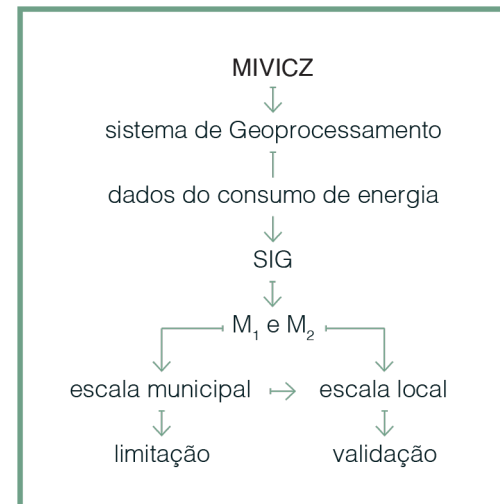 MIVICZ
sistema de Geoprocessamento
dados do consumo de energia
SIG
M₁ e M₂
escala municipal
escala local
limitação
validação